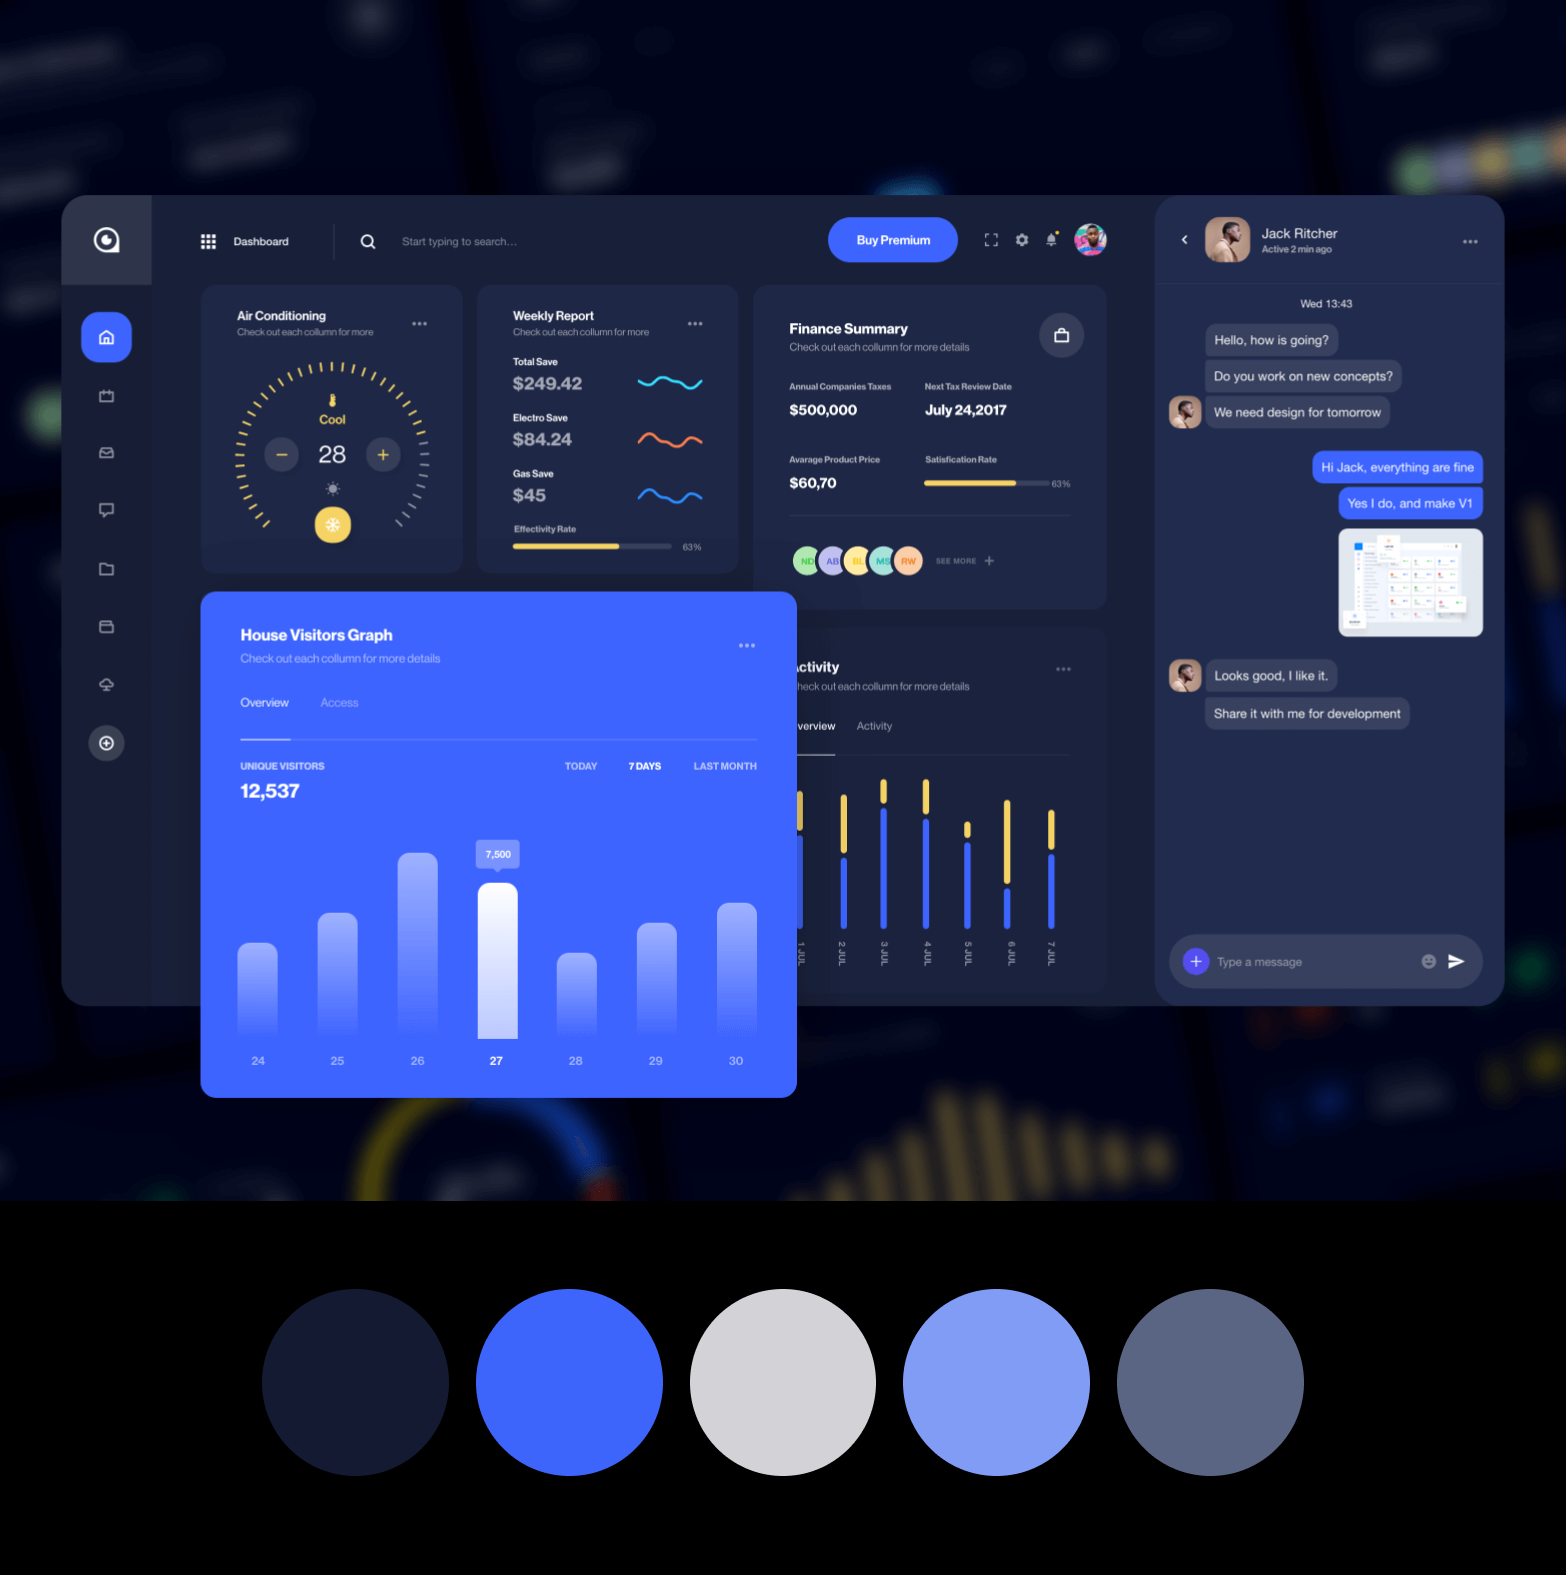 Dashboard
Start typing to search...
Buy Premium
Air Conditioning
Check out each collumn for more
Cool
28
Weekly Report
Check out each collumn for more
Total Save
$249.42
Electro Save
$84.24
Gas Save
$45
Effectivity Rate
63%
Finance Summary
Check out each collumn for more details
Annual Companies Taxes
Next Tax Review Date
$500,000
July 24,2017
Avarage Product Price
Satisfication Rate
$60,70
63%
ND AB BL MS RW
SEE MORE +
House Visitors Graph
Check out each collumn for more details
Overview
Access
UNIQUE VISITORS
TODAY
7 DAYS
LAST MONTH
12,537
7,500
24
25
26
27
28
29
30
ctivity
heck out each collumn for more details
verview
Activity
1 JUL
2 JUL
3 JUL
4 JUL
5 JUL
6 JUL
7 JUL
Jack Ritcher
Active 2 min ago
Wed 13:43
Hello, how is going?
Do you work on new concepts?
We need design for tomorrow
Hi Jack, everything are fine
Yes I do, and make V1
Looks good, I like it.
Share it with me for development
Type a message